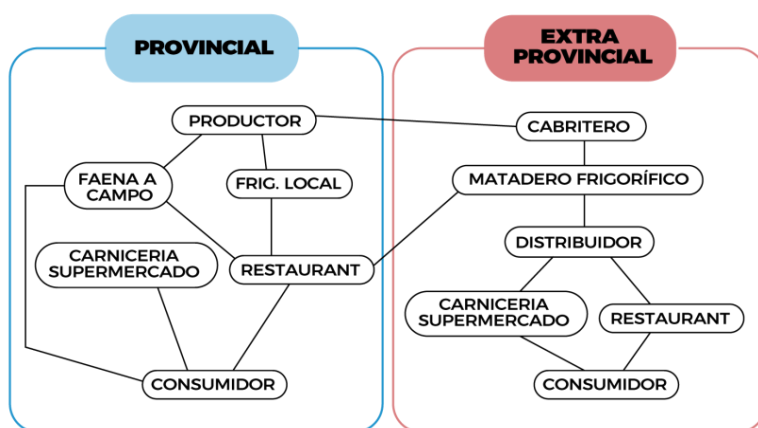 PROVINCIAL
PRODUCTOR
FAENA A
CAMPO
FRIG. LOCAL
CARNICERIA
SUPERMERCADO
RESTAURANT
CONSUMIDOR
EXTRA
PROVINCIAL
CABRITERO
MATADERO FRIGORÍFICO
DISTRIBUIDOR
CARNICERIA
SUPERMERCADO
RESTAURANT
CONSUMIDOR